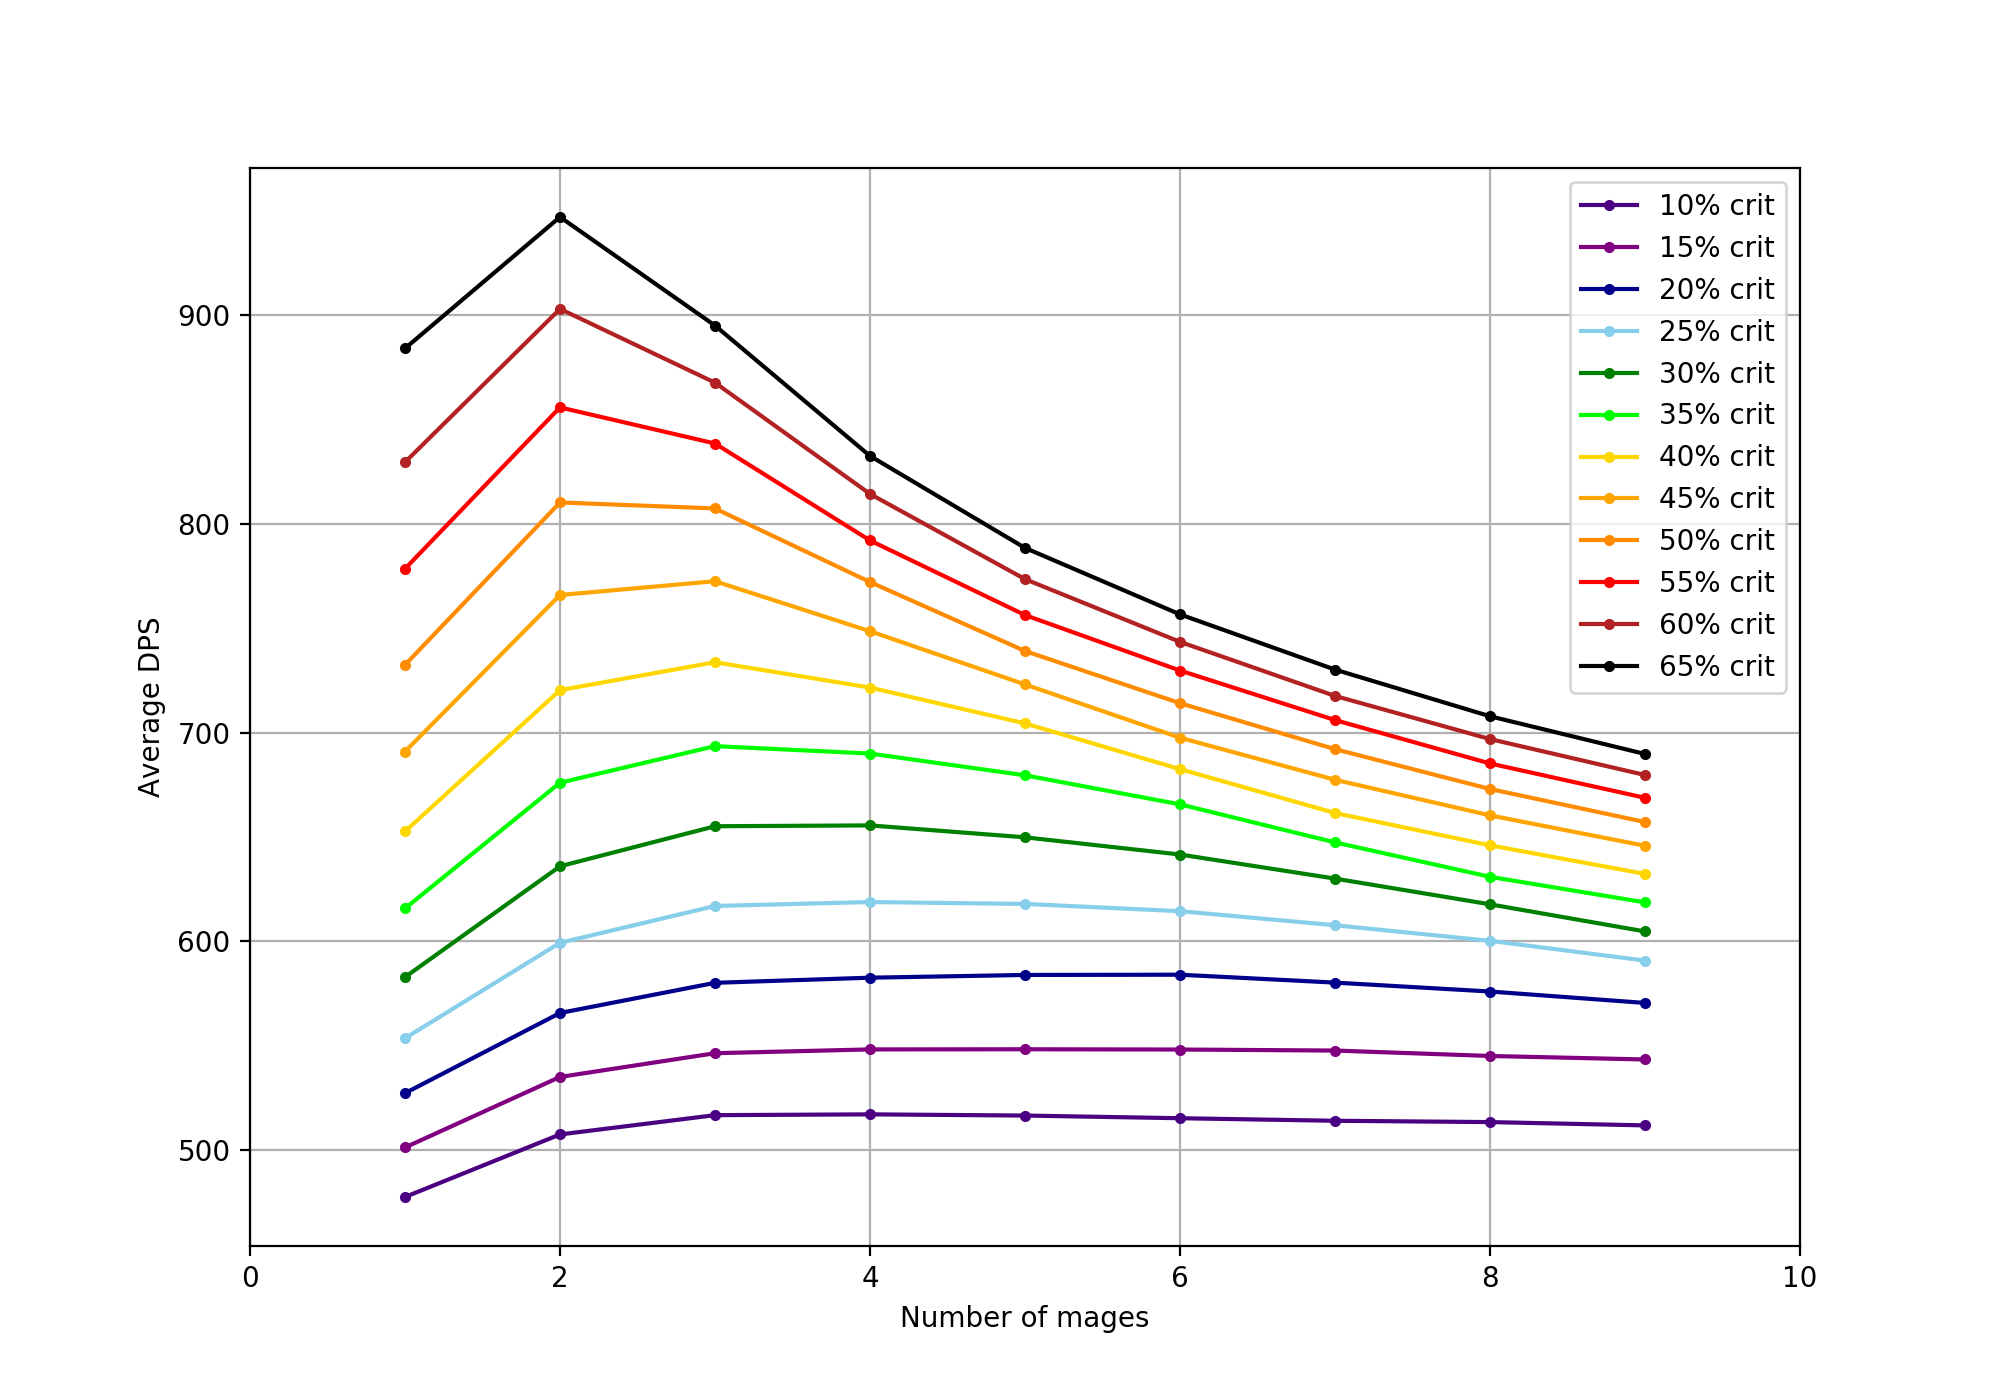 900
800
700
600
500
Average DPS
0
2
4
6
8
10
Number of mages
10% crit
15% crit
20% crit
25% crit
30% crit
35% crit
40% crit
45% crit
50% crit
55% crit
60% crit
65% crit